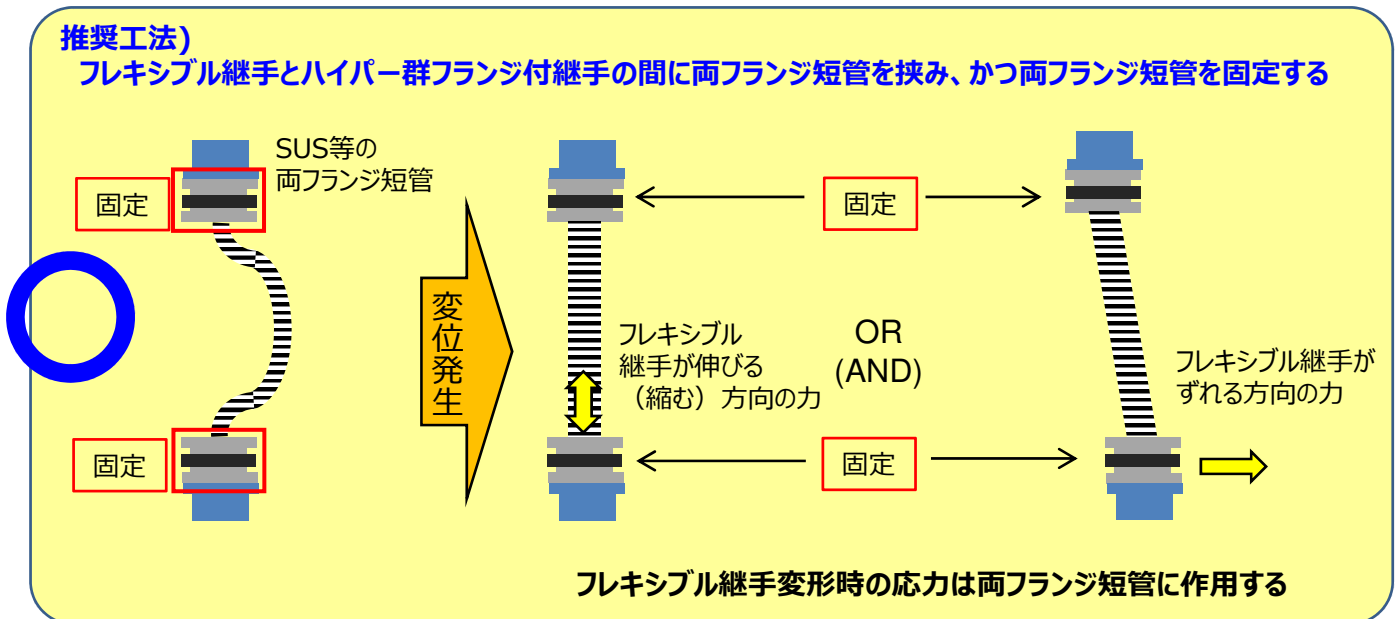 推奨工法)
フレキシブル継手とハイパー群フランジ付継手の間に両フランジ短管を挟み、かつ両フランジ短管を固定する
SUS等の
両フランジ短管
固定
固定
変位発生
フレキシブル
継手が伸びる
（縮む）方向の力
固定
OR
(AND)
固定
フレキシブル継手が
ずれる方向の力
フレキシブル継手変形時の応力は両フランジ短管に作用する